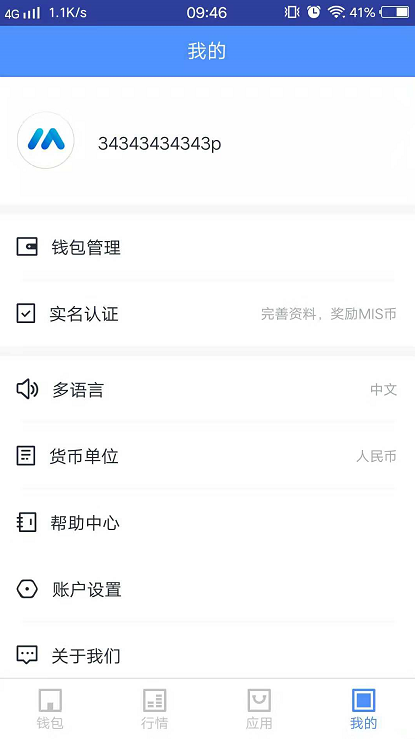 4G 1.1K/s 09:46 41%
我的
34343434343p
钱包管理
实名认证 完善资料，奖励MIS币
多语言 中文
货币单位 人民币
帮助中心
账户设置
关于我们
钱包 行情 应用 我的